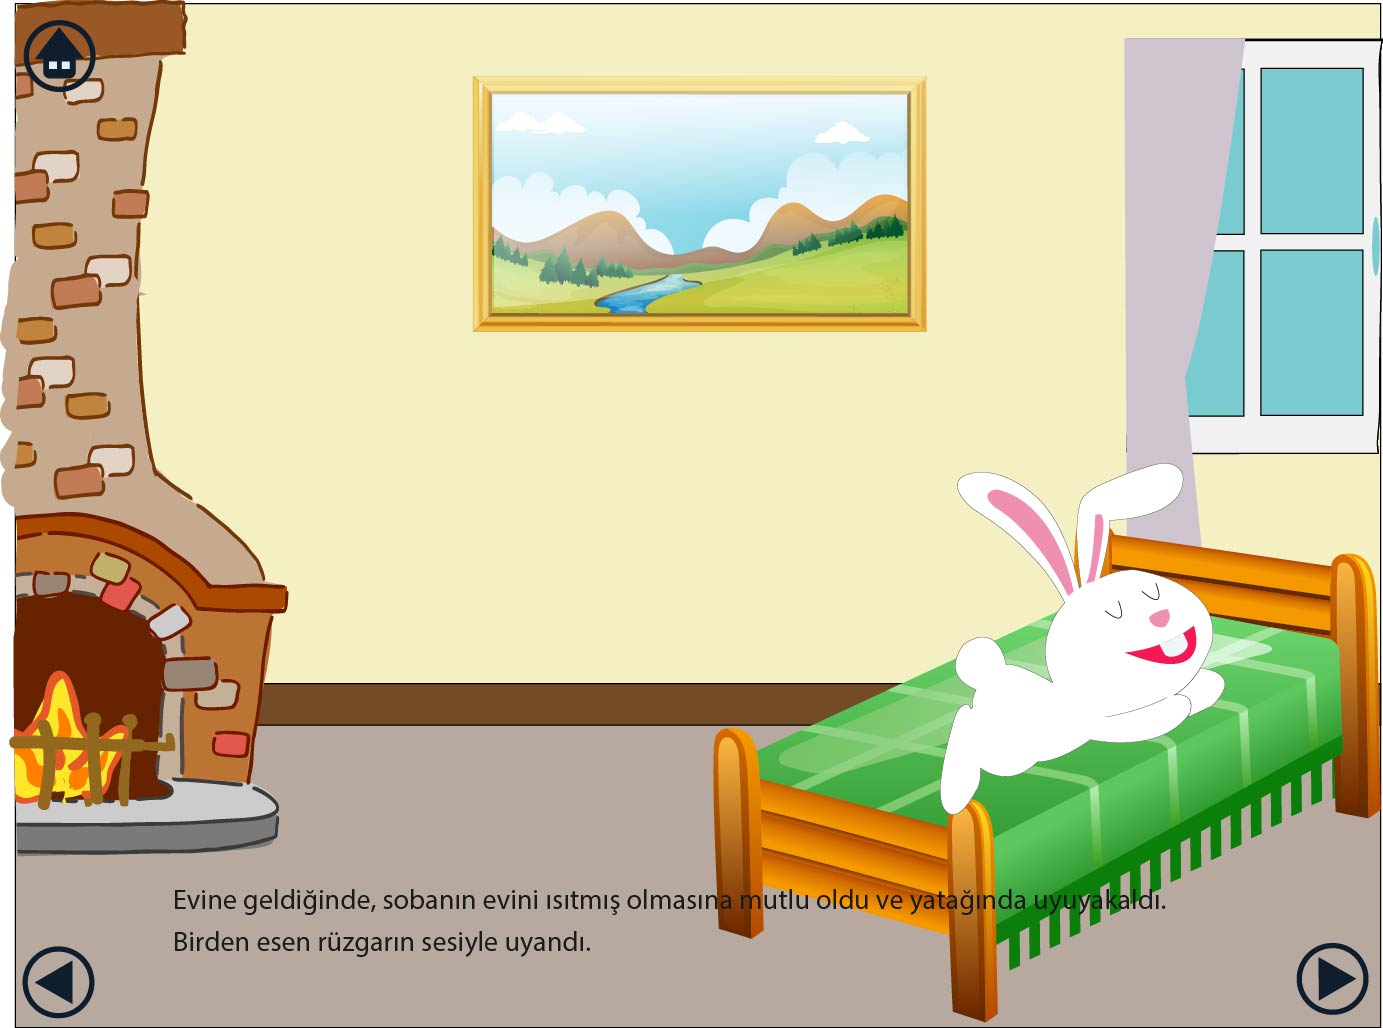 Evine geldiğinde, sobanın evini ısıtmış olmasına mutlu oldu ve yatağında uyuyakaldı.
Birden esen rüzgarın sesiyle uyandı.